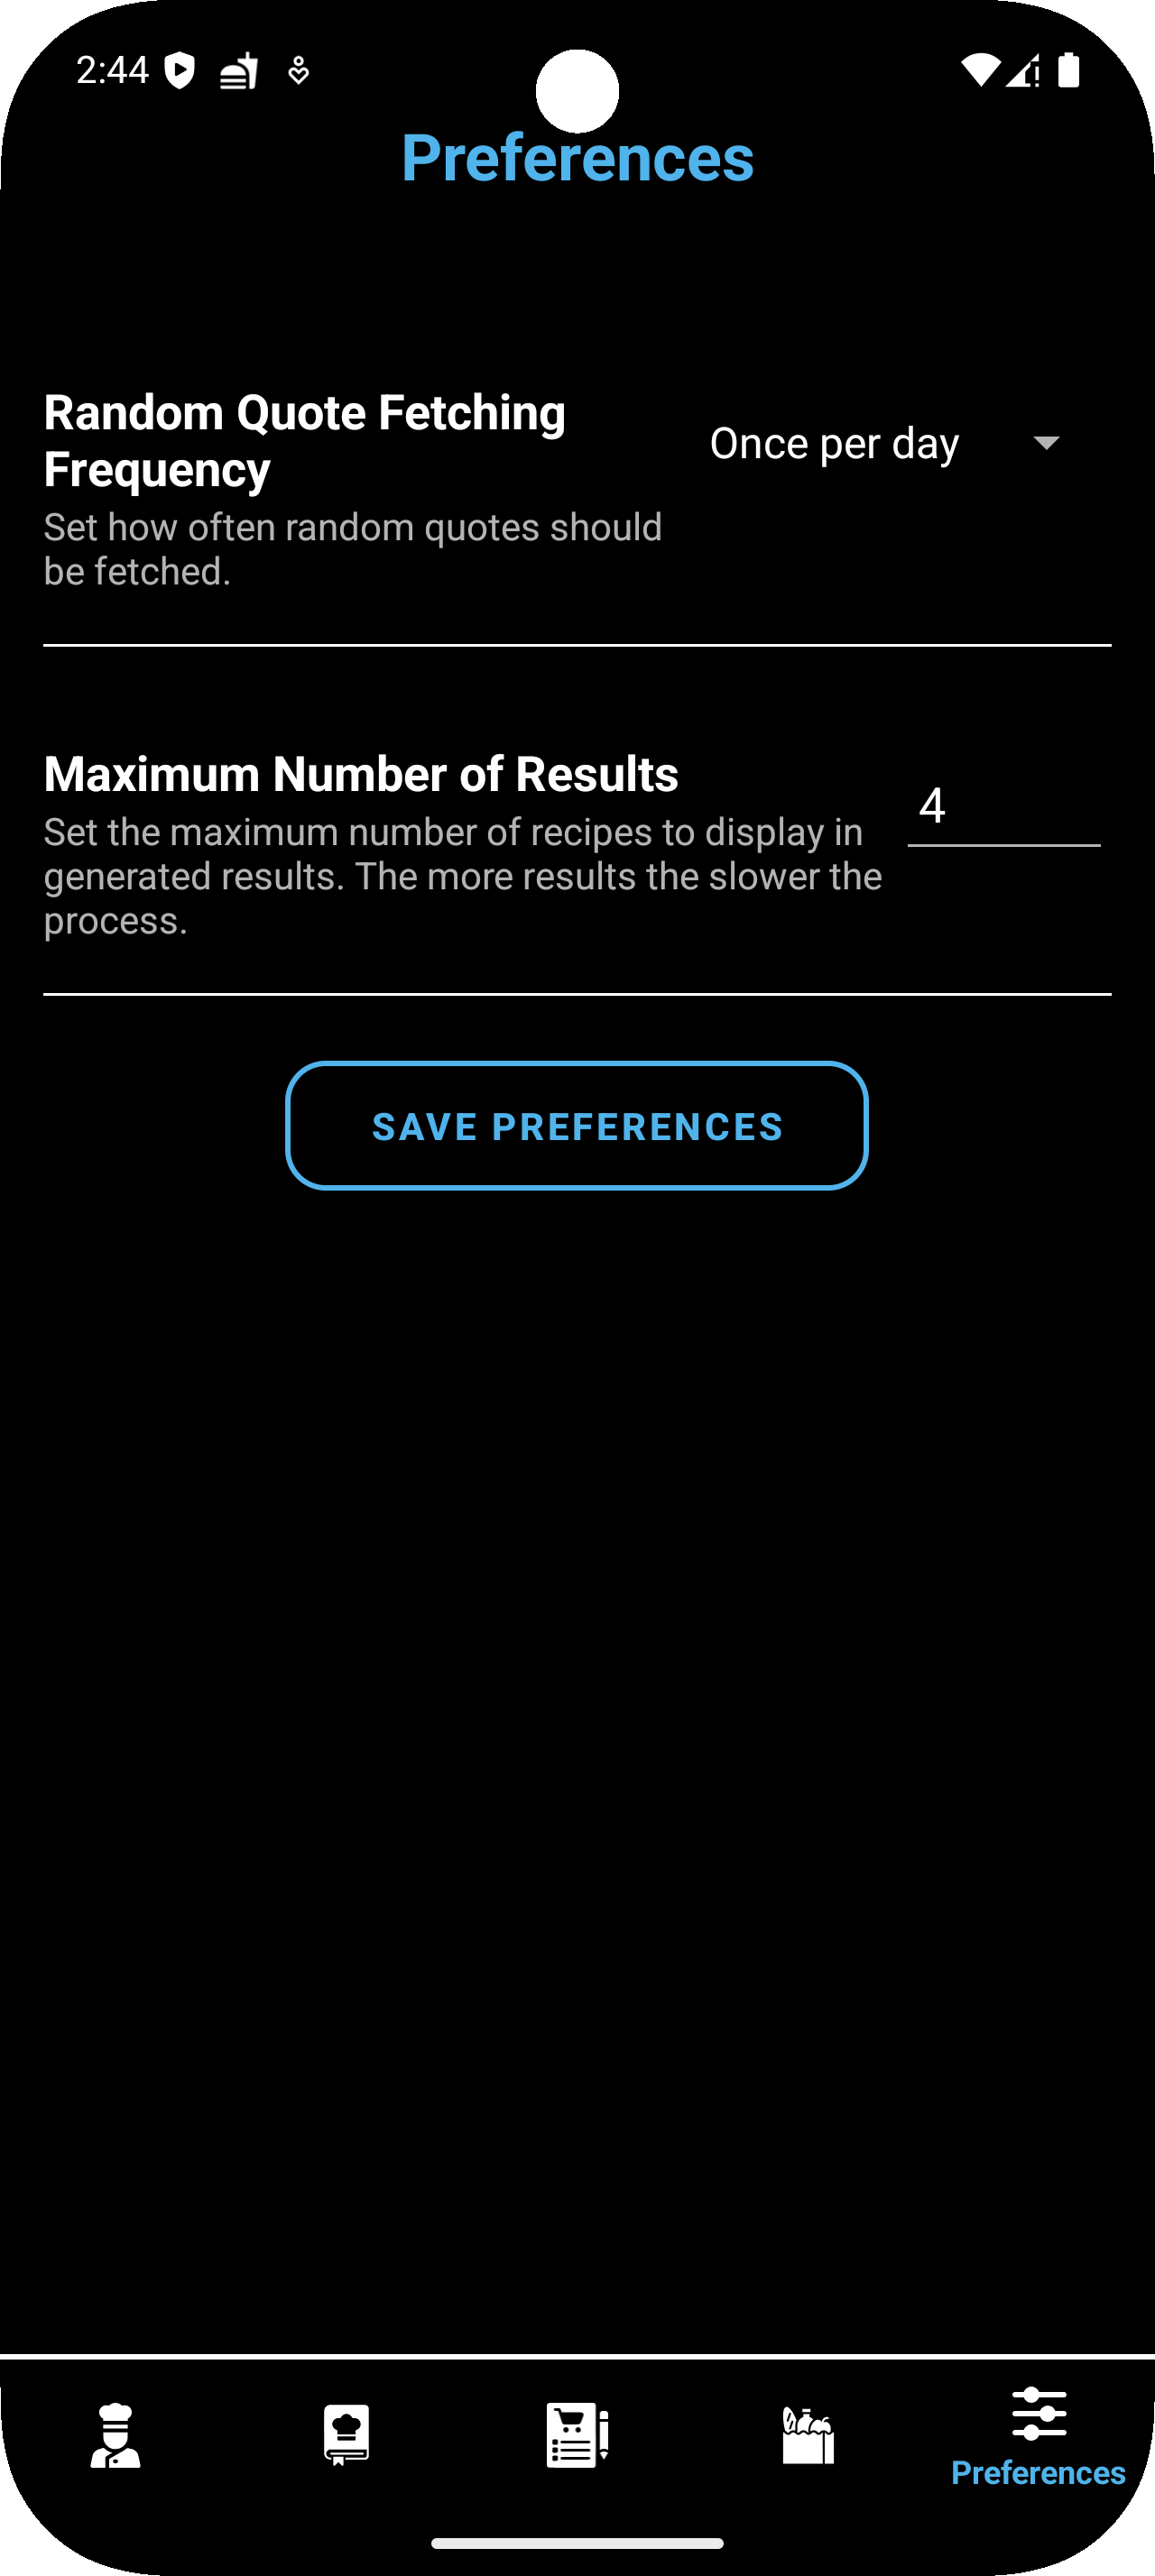 2:44
Preferences
Random Quote Fetching
Frequency
Once per day
Set how often random quotes should
be fetched.
Maximum Number of Results
4
Set the maximum number of recipes to display in
generated results. The more results the slower the
process.
SAVE PREFERENCES
Preferences